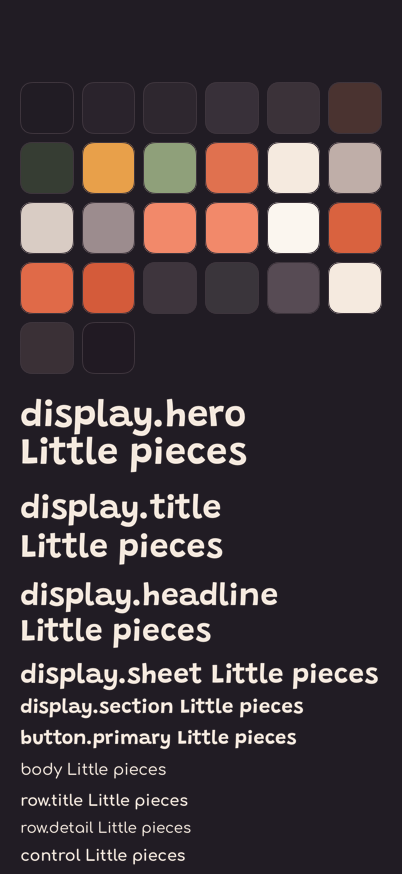 display.hero
Little pieces
display.title
Little pieces
display.headline
Little pieces
display.sheet Little pieces
display.section Little pieces
button.primary Little pieces
body Little pieces
row.title Little pieces
row.detail Little pieces
control Little pieces